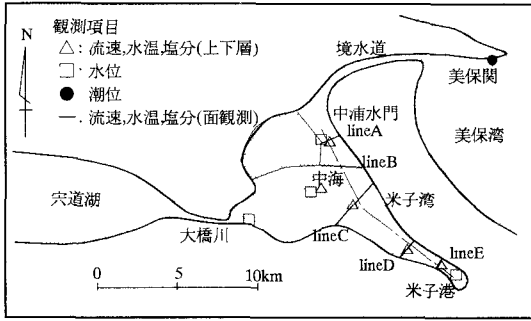 観測項目
N
△: 流速,水温,塩分(上下層)
□: 水位
●: 潮位
―: 流速,水温,塩分(面観測)
境水道
美保関
中浦水門
lineA
美保湾
lineB
中海
宍道湖
米子湾
大橋川
lineC
lineE
lineD
米子港
0 5 10km